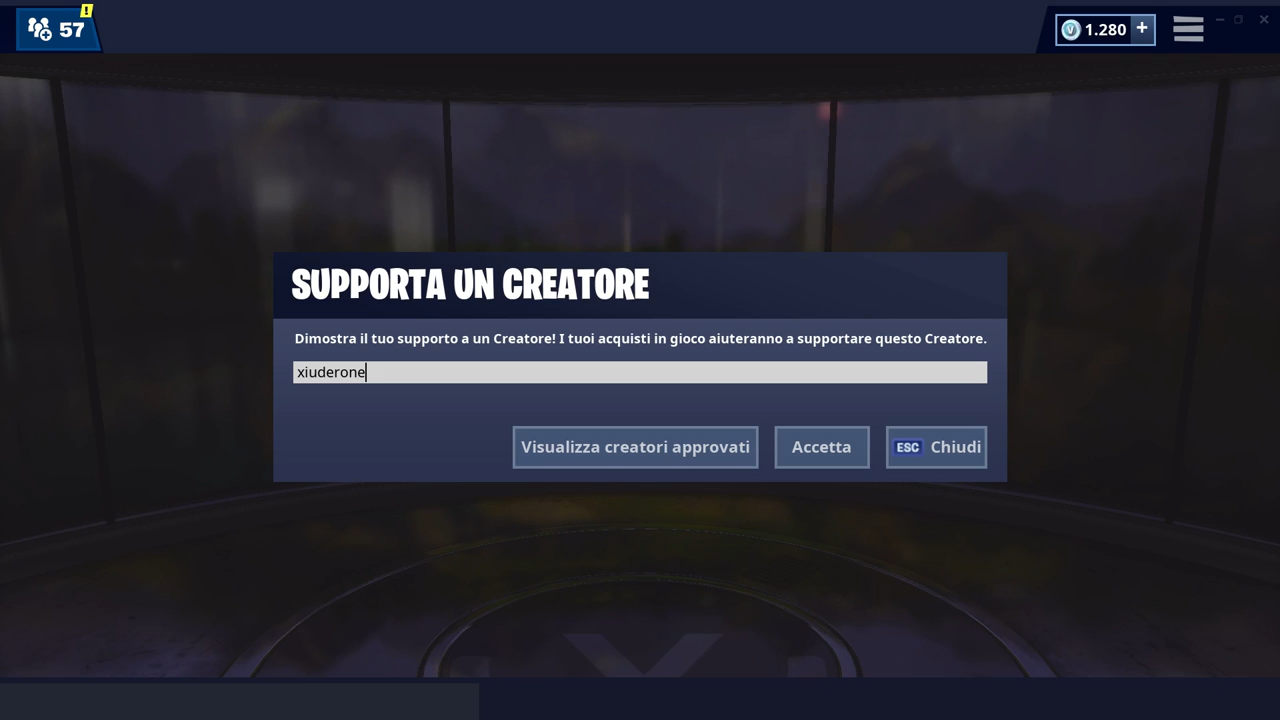 57
!
1.280 +
SUPPORTA UN CREATORE
Dimostra il tuo supporto a un Creatore! I tuoi acquisti in gioco aiuteranno a supportare questo Creatore.
xiuderone
Visualizza creatori approvati
Accetta
ESC Chiudi